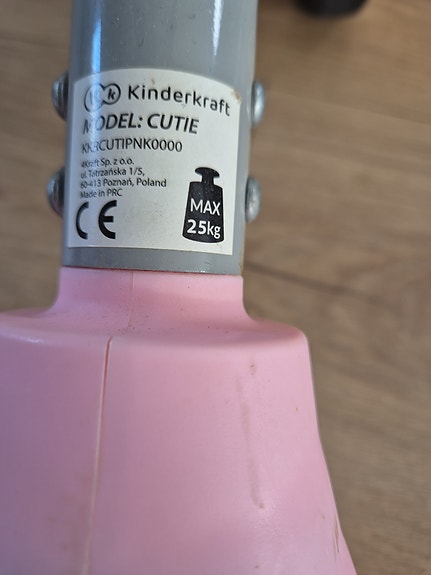 k Kinderkraft
MODEL: CUTIE
KKRCUTIPNK0000
4Kraft Sp. z o.o.
ul. Tatrzańska 1/5,
60-413 Poznań, Poland
Made in PRC
CE
MAX
25kg